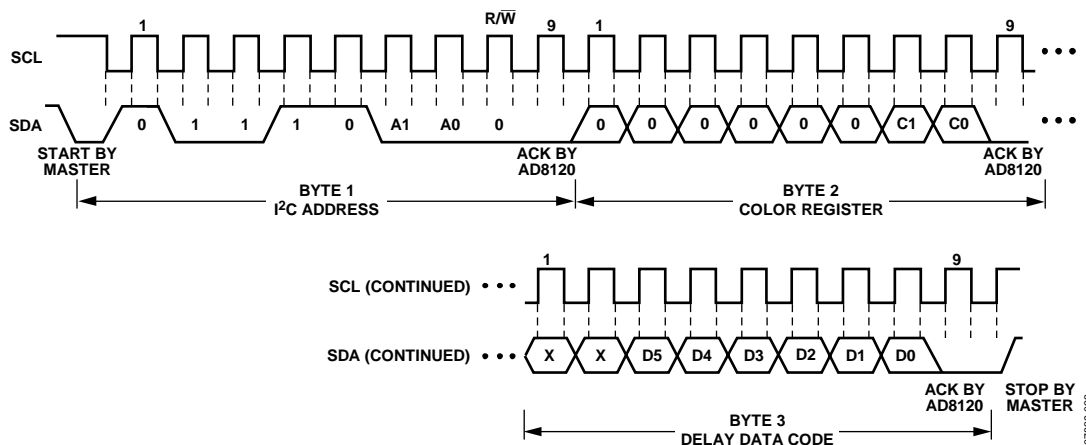 R/W̅
1 9 1 9
SCL
SDA
0 1 1 1 0 A1 A0 0 0 0 0 0 0 0 C1 C0
START BY
MASTER
ACK BY
AD8120
ACK BY
AD8120
BYTE 1
I²C ADDRESS
BYTE 2
COLOR REGISTER
1 9
SCL (CONTINUED)
SDA (CONTINUED)
X X D5 D4 D3 D2 D1 D0
ACK BY
AD8120
STOP BY
MASTER
BYTE 3
DELAY DATA CODE